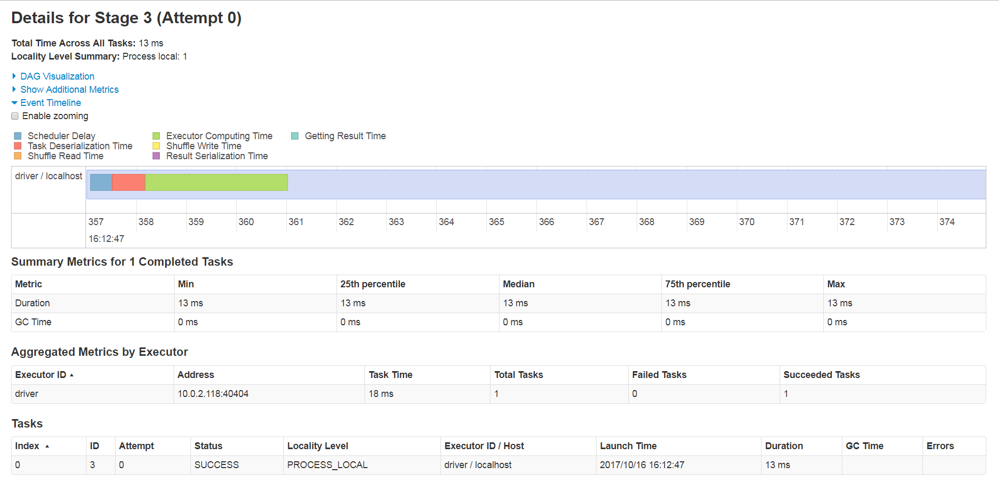 Details for Stage 3 (Attempt 0)
Total Time Across All Tasks: 13 ms
Locality Level Summary: Process local: 1
DAG Visualization
Show Additional Metrics
Event Timeline
Enable zooming
Scheduler Delay Executor Computing Time Getting Result Time
Task Deserialization Time Shuffle Write Time
Shuffle Read Time Result Serialization Time
driver / localhost
357 358 359 360 361 362 363 364 365 366 367 368 369 370 371 372 373 374
16:12:47
Summary Metrics for 1 Completed Tasks
Metric Min 25th percentile Median 75th percentile Max
Duration 13 ms 13 ms 13 ms 13 ms 13 ms
GC Time 0 ms 0 ms 0 ms 0 ms 0 ms
Aggregated Metrics by Executor
Executor ID Address Task Time Total Tasks Failed Tasks Succeeded Tasks
driver 10.0.2.118:40404 18 ms 1 0 1
Tasks
Index ID Attempt Status Locality Level Executor ID / Host Launch Time Duration GC Time Errors
0 3 0 SUCCESS PROCESS_LOCAL driver / localhost 2017/10/16 16:12:47 13 ms